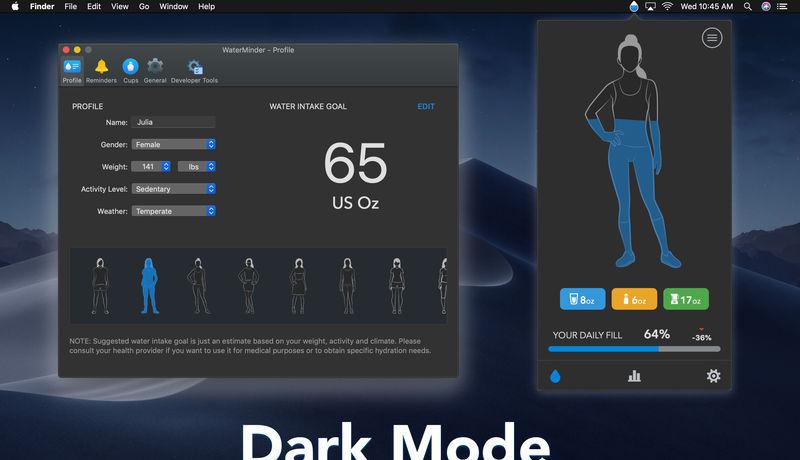 Finder File Edit View Go Window Help
Wed 10:45 AM
WaterMinder - Profile
Profile Reminders Cups General Developer Tools
PROFILE
Name: Julia
Gender: Female
Weight: 141 lbs
Activity Level: Sedentary
Weather: Temperate
WATER INTAKE GOAL EDIT
65
US Oz
NOTE: Suggested water intake goal is just an estimate based on your weight, activity and climate. Please
consult your health provider if you want to use it for medical purposes or to obtain specific hydration needs.
8oz 6oz 17oz
YOUR DAILY FILL 64% -36%
Dark Mode